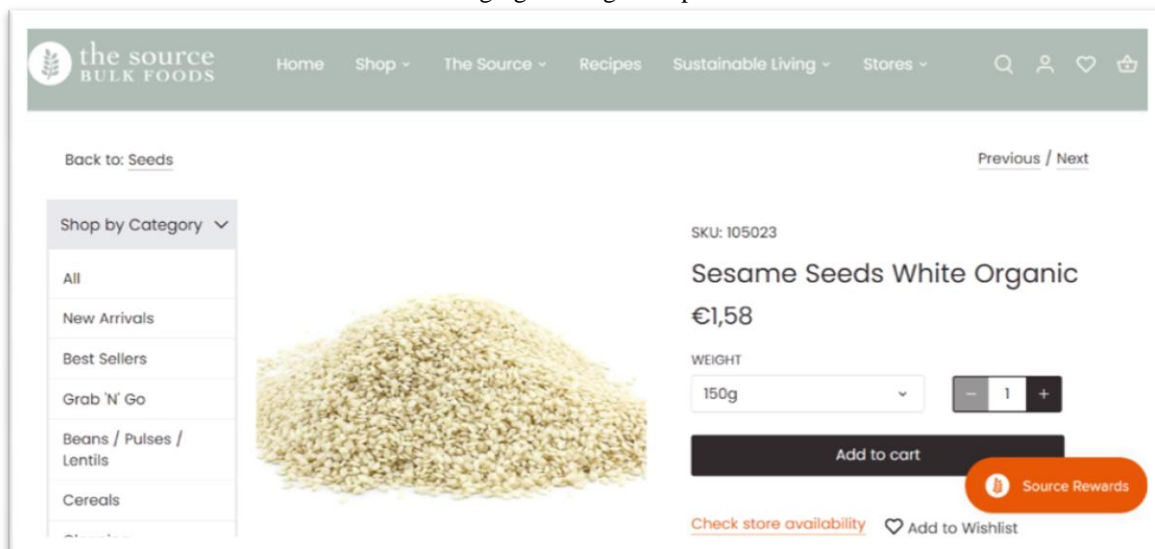 the source
BULK FOODS
Home Shop The Source Recipes Sustainable Living Stores
Back to: Seeds
Previous / Next
Shop by Category
All
New Arrivals
Best Sellers
Grab 'N' Go
Beans / Pulses /
Lentils
Cereals
SKU: 105023
Sesame Seeds White Organic
€1,58
WEIGHT
150g
- 1 +
Add to cart
Source Rewards
Check store availability Add to Wishlist